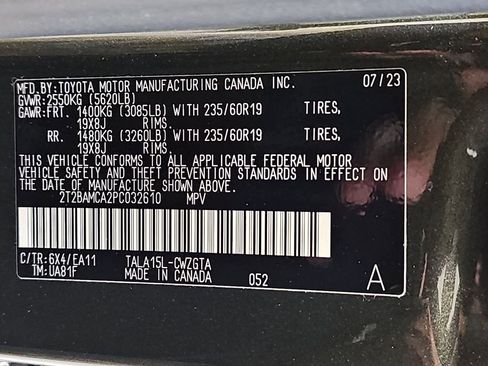 MFD.BY:TOYOTA MOTOR MANUFACTURING CANADA INC. 07/23
GVWR:2550KG (5620LB)
GAWR:FRT. 1400KG (3085LB) WITH 235/60R19 TIRES,
19X8J RIMS.
RR. 1480KG (3260LB) WITH 235/60R19 TIRES,
19X8J RIMS.
THIS VEHICLE CONFORMS TO ALL APPLICABLE FEDERAL MOTOR
VEHICLE SAFETY AND THEFT PREVENTION STANDARDS IN EFFECT ON
THE DATE OF MANUFACTURE SHOWN ABOVE.
2T2BAMCA2PC032610 MPV
C/TR:6X4/EA11 TALA15L-CWZGTA
TM:UA81F MADE IN CANADA 052 A